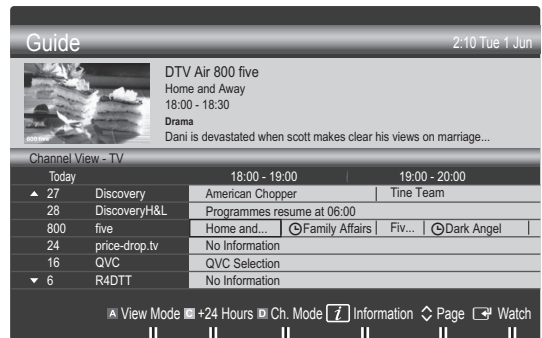 Guide 2:10 Tue 1 Jun
DTV Air 800 five
Home and Away
18:00 - 18:30
Drama
Dani is devastated when scott makes clear his views on marriage...
800 five
Channel View - TV
Today 18:00 - 19:00 19:00 - 20:00
▲ 27 Discovery American Chopper Tine Team
28 DiscoveryH&L Programmes resume at 06:00
800 five Home and... Family Affairs Fiv... Dark Angel
24 price-drop.tv No Information
16 QVC QVC Selection
▼ 6 R4DTT No Information
A View Mode C +24 Hours D Ch. Mode i Information Page Watch